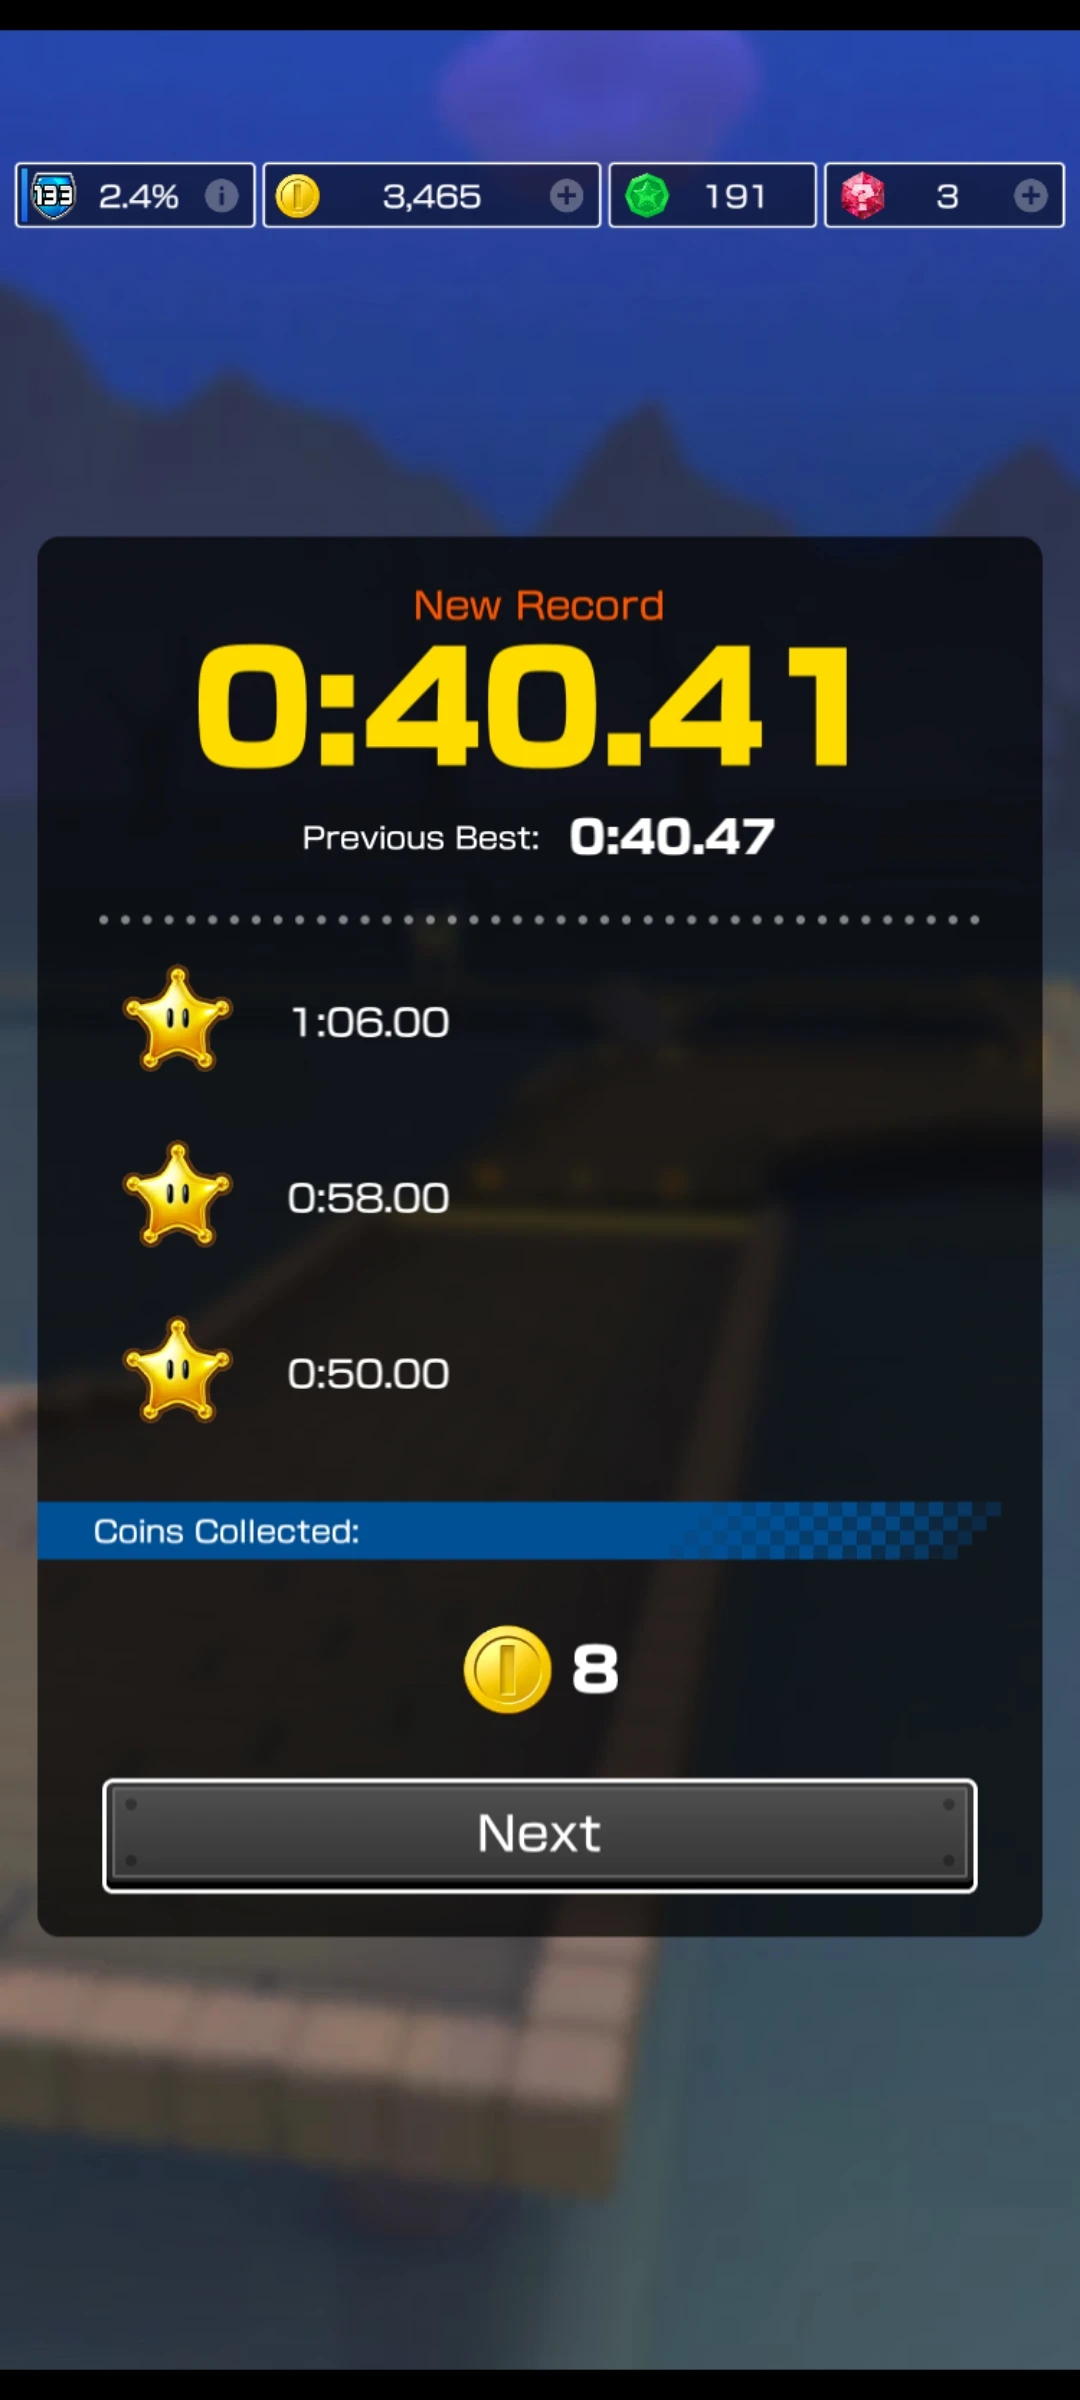 133 2.4% i 3,465 + 191 ? 3 +
New Record
0:40.41
Previous Best: 0:40.47
1:06.00
0:58.00
0:50.00
Coins Collected:
8
Next